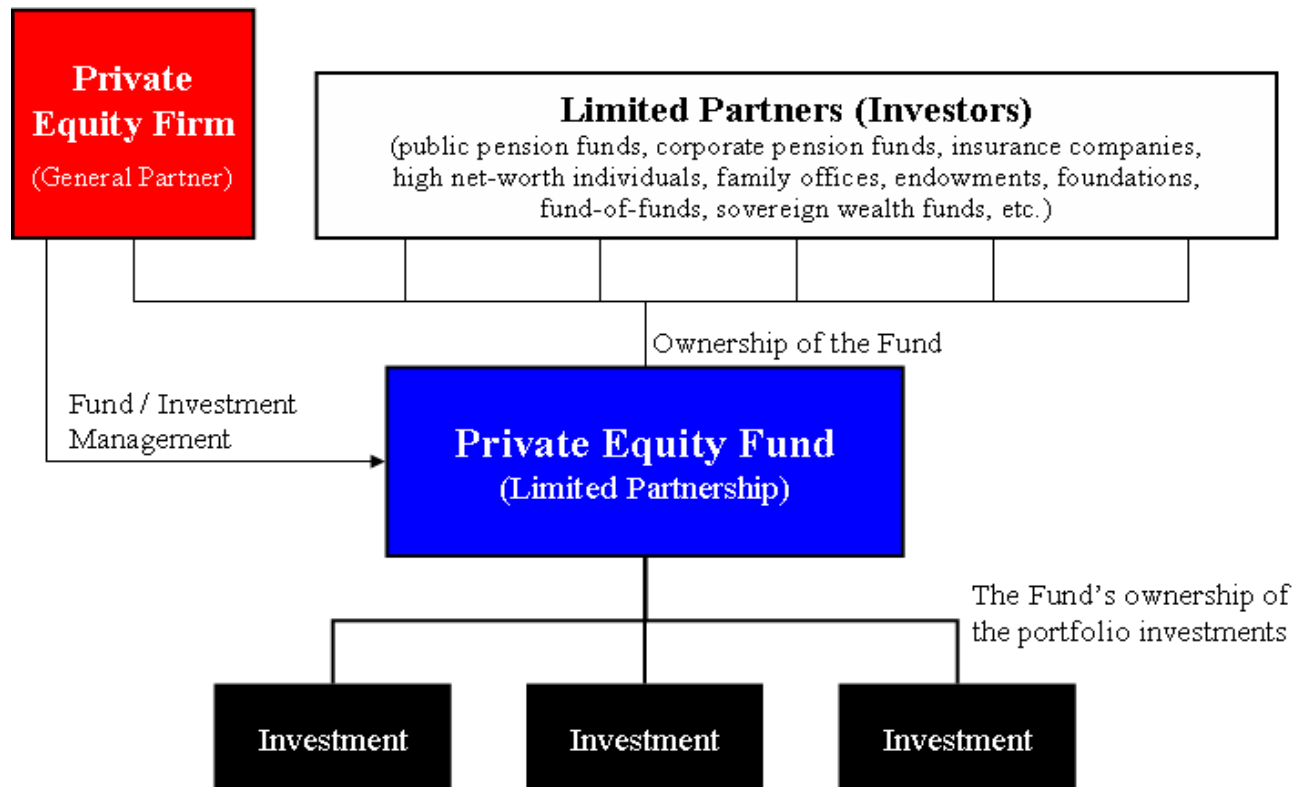 Private
Equity Firm
(General Partner)
Limited Partners (Investors)
(public pension funds, corporate pension funds, insurance companies,
high net-worth individuals, family offices, endowments, foundations,
fund-of-funds, sovereign wealth funds, etc.)
Ownership of the Fund
Fund / Investment
Management
Private Equity Fund
(Limited Partnership)
The Fund’s ownership of
the portfolio investments
Investment
Investment
Investment